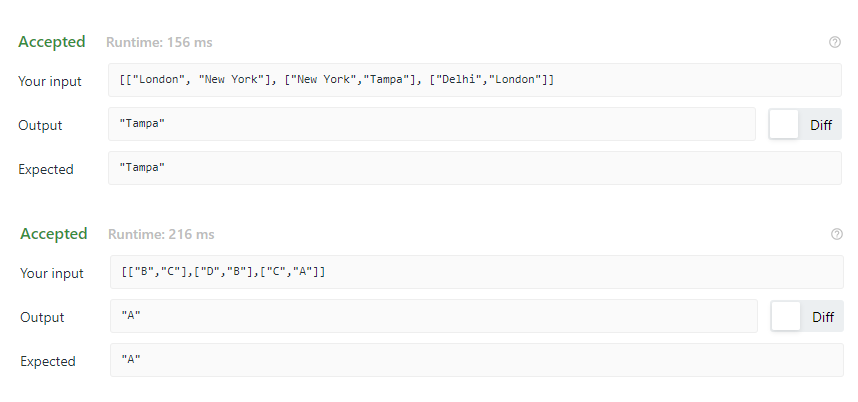 Accepted Runtime: 156 ms
Your input [["London", "New York"], ["New York","Tampa"], ["Delhi","London"]]
Output "Tampa" Diff
Expected "Tampa"
Accepted Runtime: 216 ms
Your input [["B","C"],["D","B"],["C","A"]]
Output "A" Diff
Expected "A"